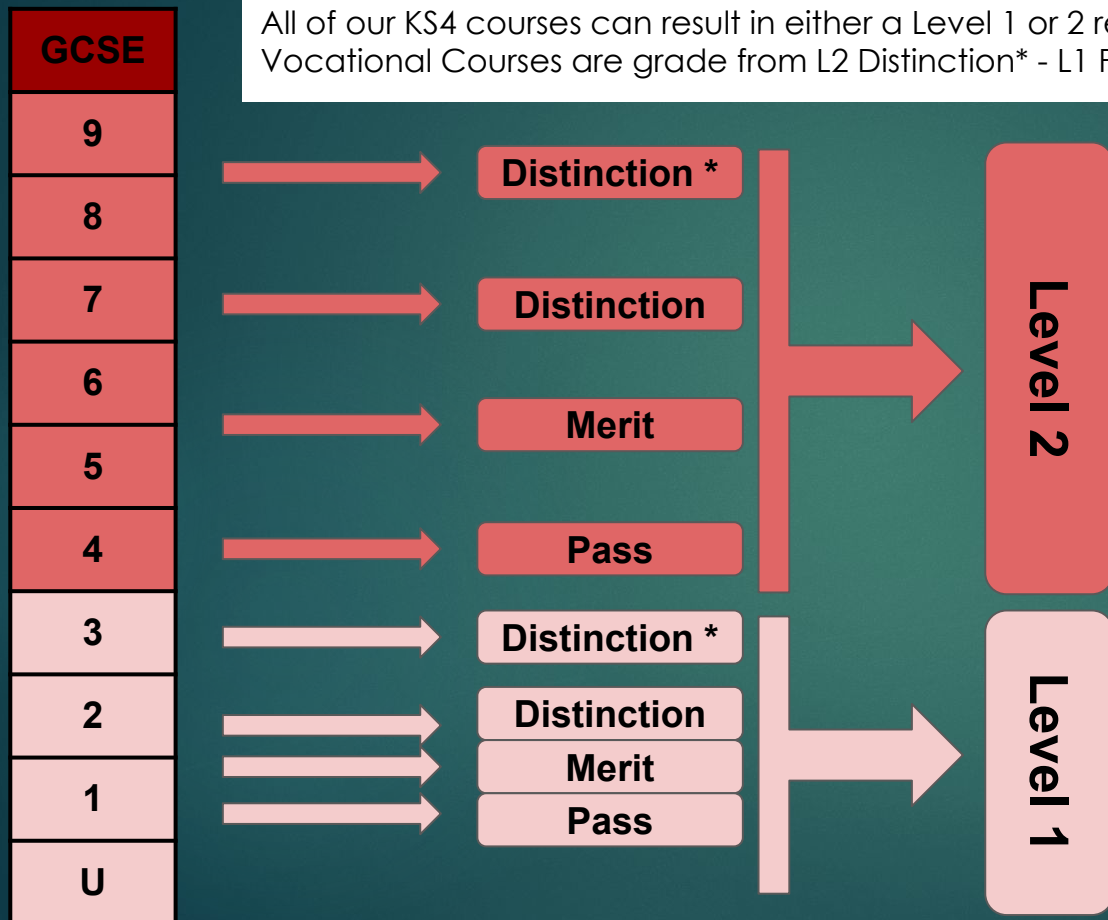 All of our KS4 courses can result in either a Level 1 or 2
Vocational Courses are grade from L2 Distinction* - L1
GCSE
9
8
7
6
5
4
3
2
1
U
Distinction *
Distinction
Merit
Pass
Distinction *
Distinction
Merit
Pass
Level 2
Level 1